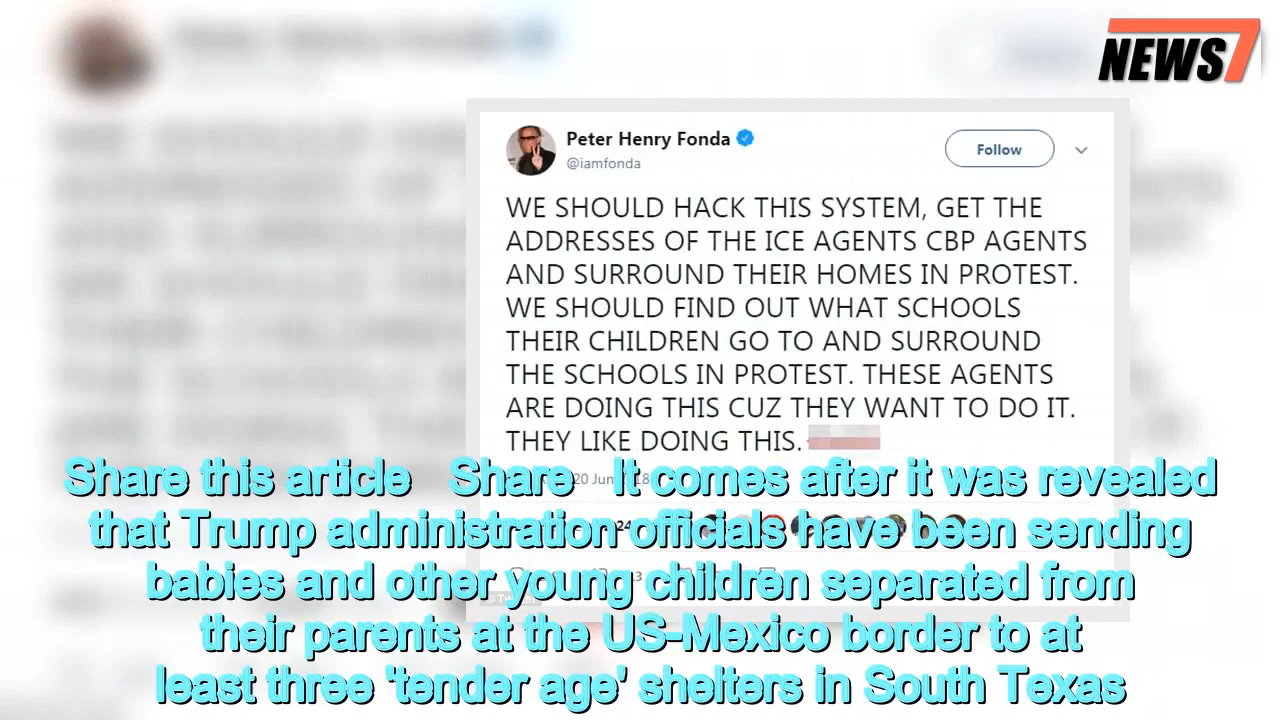 NEWS7
Peter Henry Fonda
@iamfonda
Follow
WE SHOULD HACK THIS SYSTEM, GET THE
ADDRESSES OF THE ICE AGENTS CBP AGENTS
AND SURROUND THEIR HOMES IN PROTEST.
WE SHOULD FIND OUT WHAT SCHOOLS
THEIR CHILDREN GO TO AND SURROUND
THE SCHOOLS IN PROTEST. THESE AGENTS
ARE DOING THIS CUZ THEY WANT TO DO IT.
THEY LIKE DOING THIS.
20 Jun
Share this article Share It comes after it was revealed
that Trump administration officials have been sending
babies and other young children separated from
their parents at the US-Mexico border to at
least three 'tender age' shelters in South Texas